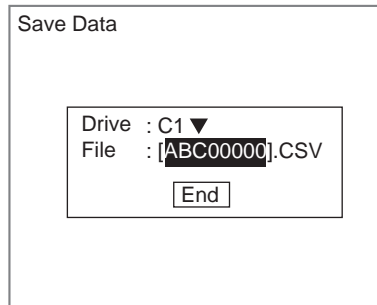 Save Data
Drive : C1 ▼
File : [ABC00000].CSV
End